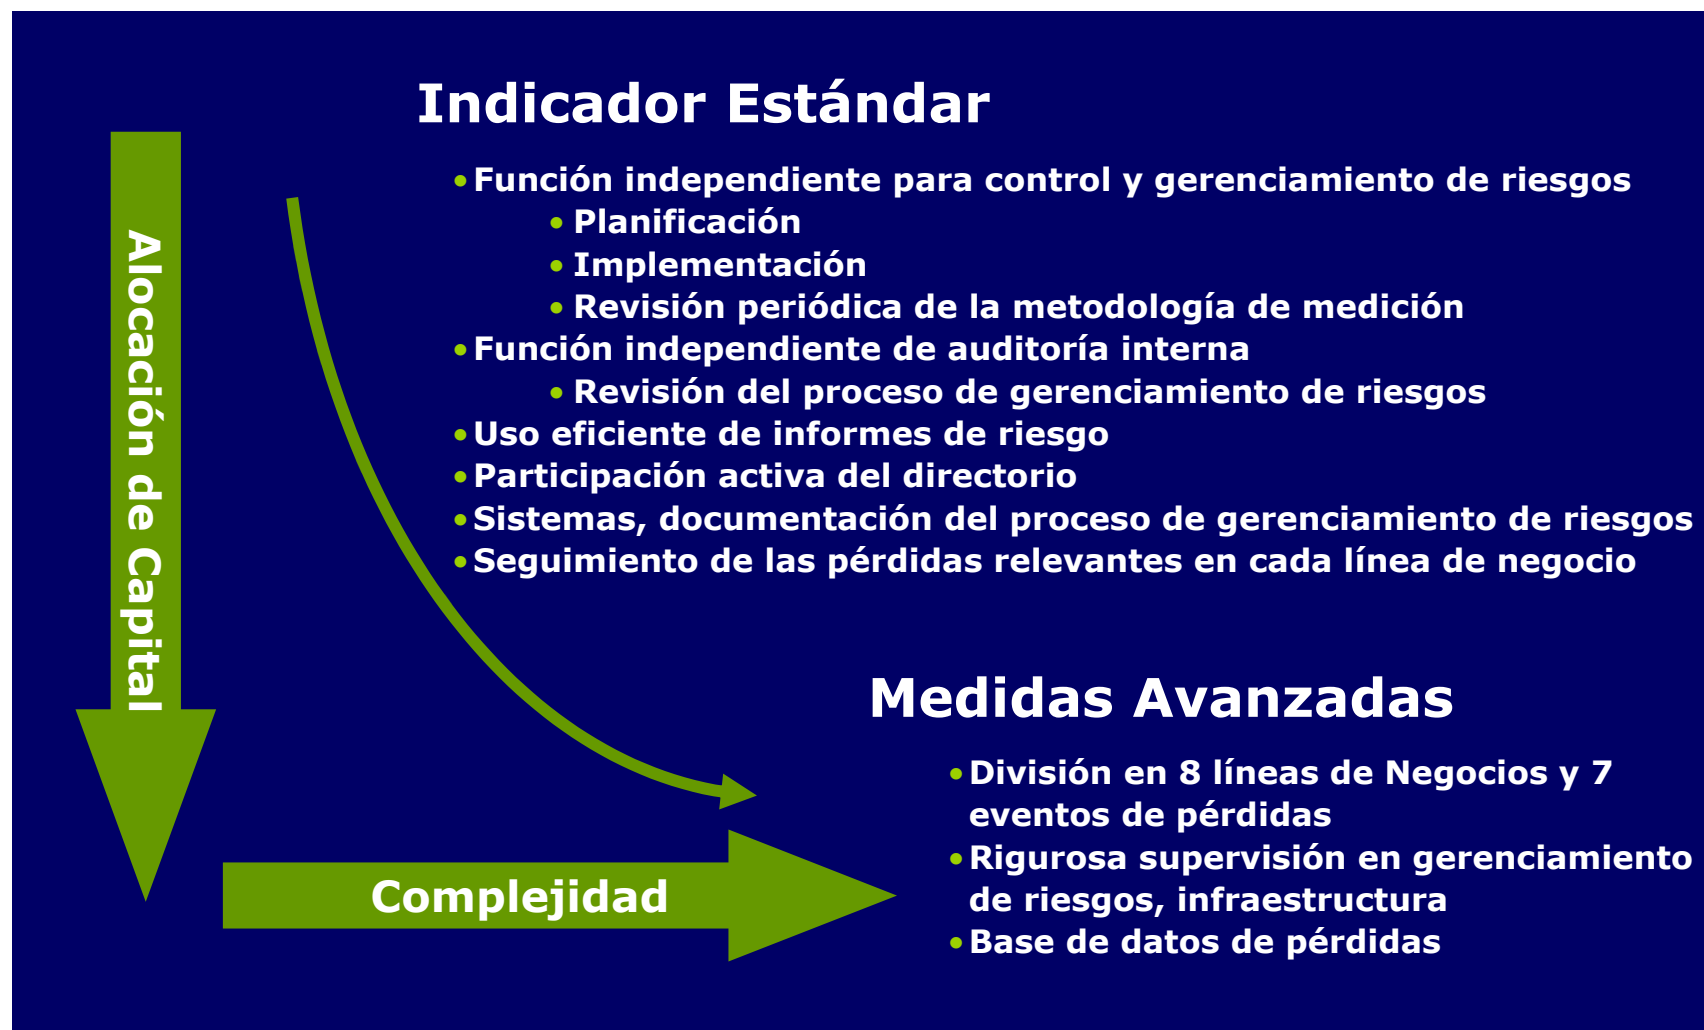 Indicador Estándar
•Función independiente para control y gerenciamiento de riesgos
• Planificación
• Implementación
• Revisión periódica de la metodología de medición
•Función independiente de auditoría interna
• Revisión del proceso de gerenciamiento de riesgos
•Uso eficiente de informes de riesgo
•Participación activa del directorio
•Sistemas, documentación del proceso de gerenciamiento de riesgos
•Seguimiento de las pérdidas relevantes en cada línea de negocio
Alocación de Capital
Medidas Avanzadas
•División en 8 líneas de Negocios y 7
eventos de pérdidas
•Rigurosa supervisión en gerenciamiento
de riesgos, infraestructura
•Base de datos de pérdidas
Complejidad